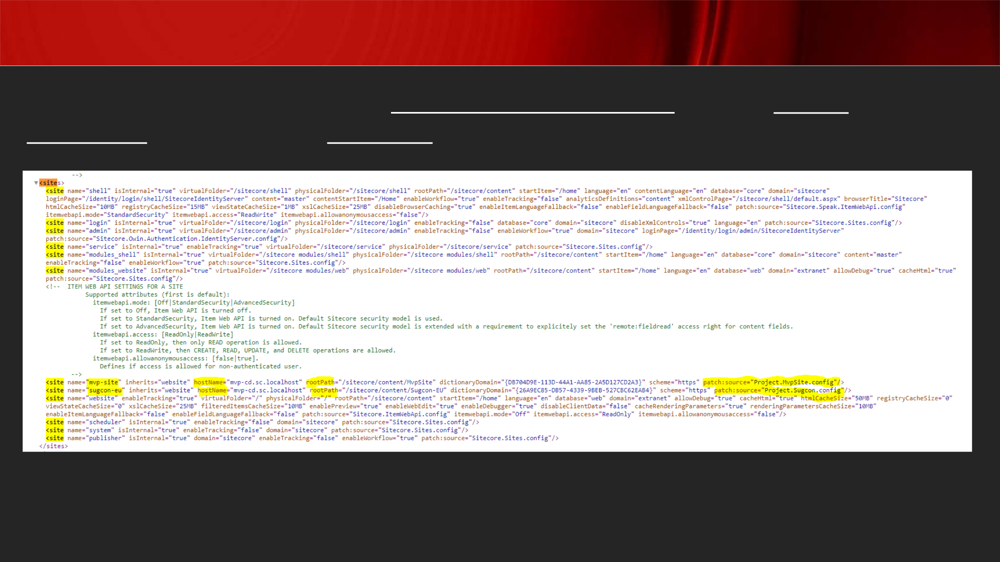 -->
▼<sites>
<site name="shell" isInternal="true" virtualFolder="/sitecore/shell" physicalFolder="/sitecore/shell" rootPath="/sitecore/content" startItem="/home" language="en" contentLanguage="en" database="core" domain="sitecore"
loginPage="/identity/login/shell/SitecoreIdentityServer" content="master" contentStartItem="/Home" enableWorkflow="true" enableTracking="false" analyticsDefinitions="content" xmlControlPage="/sitecore/shell/default.aspx" browserTitle="Sitecore"
htmlCacheSize="10MB" registryCacheSize="15MB" viewStateCacheSize="1MB" xslCacheSize="25MB" disableBrowserCaching="true" enableItemLanguageFallback="false" enableFieldLanguageFallback="false" patch:source="Sitecore.Speak.ItemWebApi.config"
itemwebapi.mode="StandardSecurity" itemwebapi.access="ReadWrite" itemwebapi.allowanonymousaccess="false"/>
<site name="login" isInternal="true" virtualFolder="/sitecore/login" physicalFolder="/sitecore/login" enableTracking="false" database="core" domain="sitecore" disableXmlControls="true" language="en" patch:source="Sitecore.Sites.config"/>
<site name="admin" isInternal="true" virtualFolder="/sitecore/admin" physicalFolder="/sitecore/admin" enableTracking="false" enableWorkflow="true" domain="sitecore" loginPage="/identity/login/admin/SitecoreIdentityServer"
patch:source="Sitecore.Owin.Authentication.IdentityServer.config"/>
<site name="service" isInternal="true" enableTracking="true" virtualFolder="/sitecore/service" physicalFolder="/sitecore/service" patch:source="Sitecore.Sites.config"/>
<site name="modules_shell" isInternal="true" virtualFolder="/sitecore modules/shell" physicalFolder="/sitecore modules/shell" rootPath="/sitecore/content" startItem="/home" language="en" database="core" domain="sitecore" content="master"
enableTracking="false" enableWorkflow="true" patch:source="Sitecore.Sites.config"/>
<site name="modules_website" isInternal="true" virtualFolder="/sitecore modules/web" physicalFolder="/sitecore modules/web" rootPath="/sitecore/content" startItem="/home" language="en" database="web" domain="extranet" allowDebug="true" cacheHtml="true"
patch:source="Sitecore.Sites.config"/>
<!-- ITEM WEB API SETTINGS FOR A SITE
Supported attributes (first is default):
itemwebapi.mode: [Off|StandardSecurity|AdvancedSecurity]
If set to Off, Item Web API is turned off.
If set to StandardSecurity, Item Web API is turned on. Default Sitecore security model is used.
If set to AdvancedSecurity, Item Web API is turned on. Default Sitecore security model is extended with a requirement to explicitely set the 'remote:fieldread' access right for content fields.
itemwebapi.access: [ReadOnly|ReadWrite]
If set to ReadOnly, then only READ operation is allowed.
If set to ReadWrite, then CREATE, READ, UPDATE, and DELETE operations are allowed.
itemwebapi.allowanonymousaccess: [false|true].
Defines if access is allowed for non-authenticated user.
-->
<site name="mvp-site" inherits="website" hostName="mvp-cd.sc.localhost" rootPath="/sitecore/content/MvpSite" dictionaryDomain="{DB704D9E-113D-44A1-AA85-2A5D127CD2A3}" scheme="https" patch:source="Project.MvpSite.config"/>
<site name="sugcon-eu" inherits="website" hostName="mvp-cd.sc.localhost" rootPath="/sitecore/content/Sugcon-EU" dictionaryDomain="{26A9EC85-DB57-4339-9BEB-527CBC62EAB4}" scheme="https" patch:source="Project.Sugcon.config"/>
<site name="website" enableTracking="true" virtualFolder="/" physicalFolder="/" rootPath="/sitecore/content" startItem="/home" language="en" database="web" domain="extranet" allowDebug="true" cacheHtml="true" htmlCacheSize="50MB" registryCacheSize="0"
viewStateCacheSize="0" xslCacheSize="25MB" filteredItemsCacheSize="10MB" enablePreview="true" enableWebEdit="true" enableDebugger="true" disableClientData="false" cacheRenderingParameters="true" renderingParametersCacheSize="10MB"
enableItemLanguageFallback="false" enableFieldLanguageFallback="false" patch:source="Sitecore.ItemWebApi.config" itemwebapi.mode="Off" itemwebapi.access="ReadOnly" itemwebapi.allowanonymousaccess="false"/>
<site name="scheduler" isInternal="true" enableTracking="false" domain="sitecore" patch:source="Sitecore.Sites.config"/>
<site name="system" isInternal="true" enableTracking="false" domain="sitecore" patch:source="Sitecore.Sites.config"/>
<site name="publisher" isInternal="true" domain="sitecore" enableTracking="false" enableWorkflow="true" patch:source="Sitecore.Sites.config"/>
</sites>